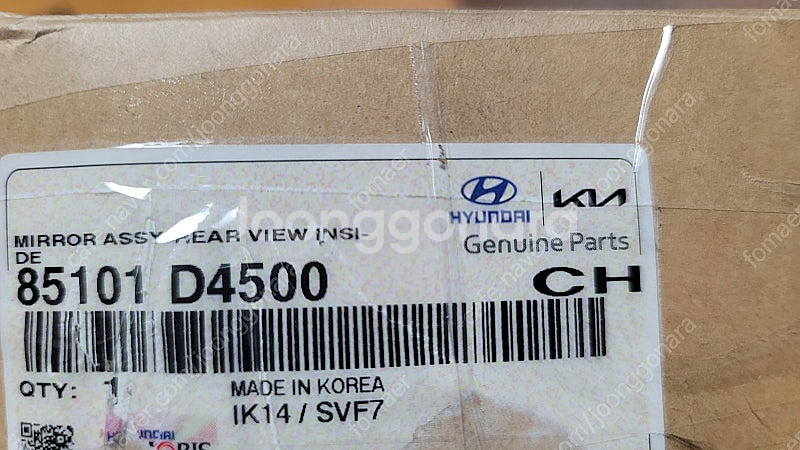 HYUNDAI
KIA
Genuine Parts
MIRROR ASSY-REAR VIEW INSI-
DE
85101 D4500
CH
QTY: 1
MADE IN KOREA
IK14 / SVF7
joonggonara